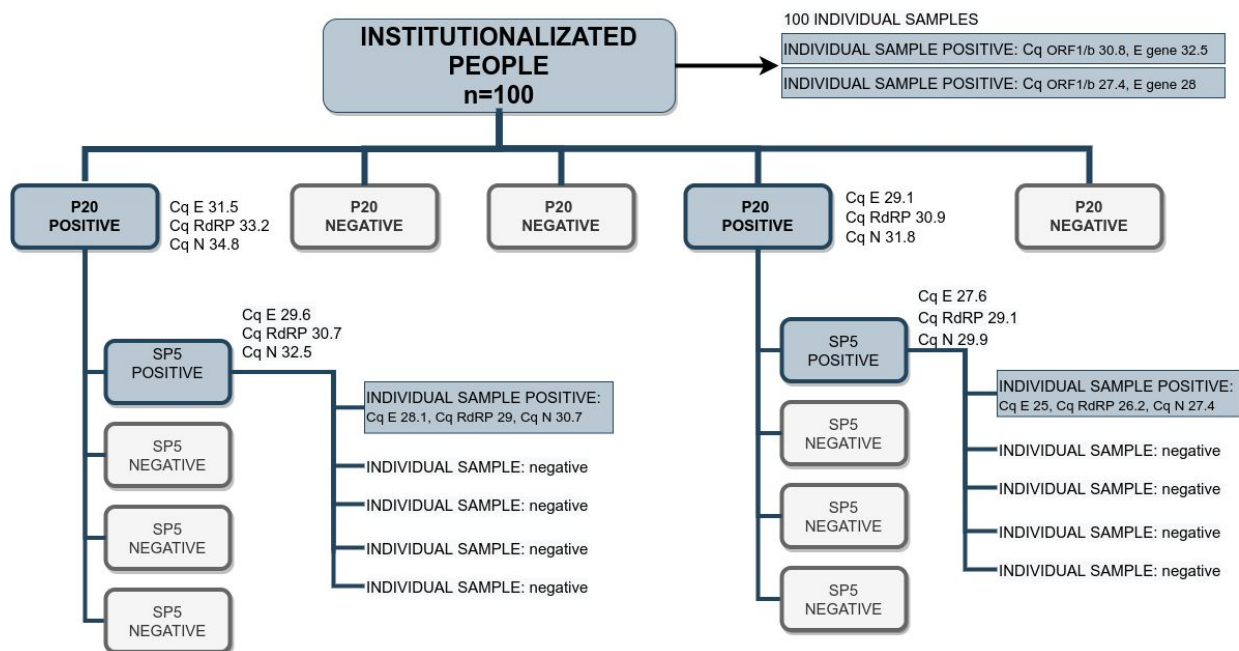 INSTITUTIONALIZATED
PEOPLE
n=100
100 INDIVIDUAL SAMPLES
INDIVIDUAL SAMPLE POSITIVE: Cq ORF1/b 30.8, E gene 32.5
INDIVIDUAL SAMPLE POSITIVE: Cq ORF1/b 27.4, E gene 28
P20
POSITIVE
Cq E 31.5
Cq RdRP 33.2
Cq N 34.8
P20
NEGATIVE
P20
NEGATIVE
P20
POSITIVE
Cq E 29.1
Cq RdRP 30.9
Cq N 31.8
P20
NEGATIVE
SP5
POSITIVE
Cq E 29.6
Cq RdRP 30.7
Cq N 32.5
INDIVIDUAL SAMPLE POSITIVE:
Cq E 28.1, Cq RdRP 29, Cq N 30.7
INDIVIDUAL SAMPLE: negative
INDIVIDUAL SAMPLE: negative
INDIVIDUAL SAMPLE: negative
INDIVIDUAL SAMPLE: negative
SP5
NEGATIVE
SP5
NEGATIVE
SP5
NEGATIVE
SP5
POSITIVE
Cq E 27.6
Cq RdRP 29.1
Cq N 29.9
INDIVIDUAL SAMPLE POSITIVE:
Cq E 25, Cq RdRP 26.2, Cq N 27.4
INDIVIDUAL SAMPLE: negative
INDIVIDUAL SAMPLE: negative
INDIVIDUAL SAMPLE: negative
INDIVIDUAL SAMPLE: negative
SP5
NEGATIVE
SP5
NEGATIVE
SP5
NEGATIVE